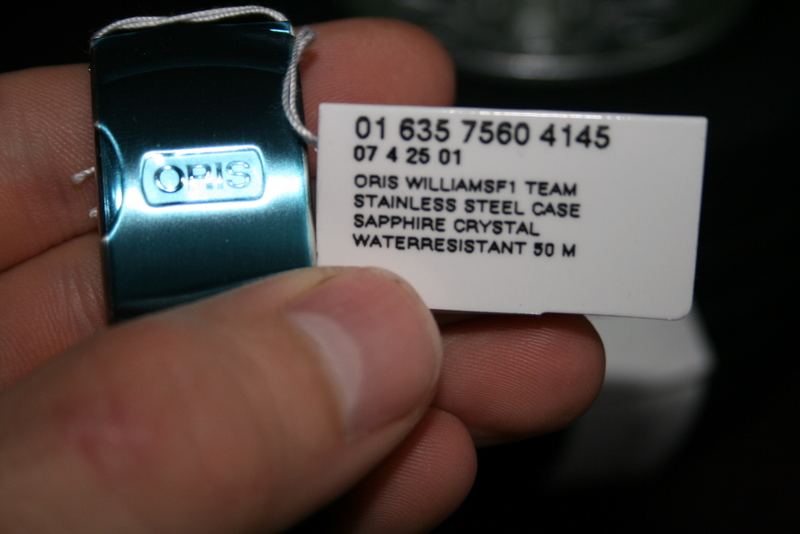 ORIS
01 635 7560 4145
07 4 25 01
ORIS WILLIAMSF1 TEAM
STAINLESS STEEL CASE
SAPPHIRE CRYSTAL
WATERRESISTANT 50 M